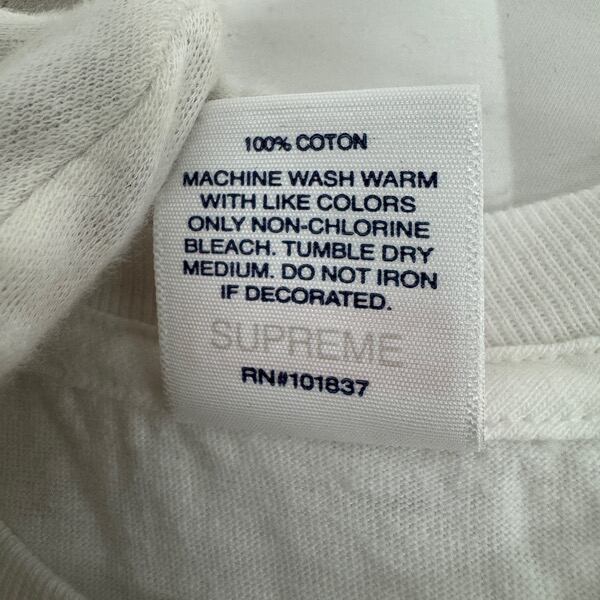 100% COTON
MACHINE WASH WARM
WITH LIKE COLORS
ONLY NON-CHLORINE
BLEACH. TUMBLE DRY
MEDIUM. DO NOT IRON
IF DECORATED.
SUPREME
RN#101837